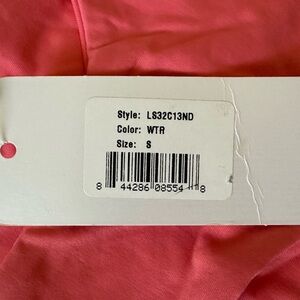 Style: LS32C13ND
Color: WTR
Size: S
8 44286 08554 8